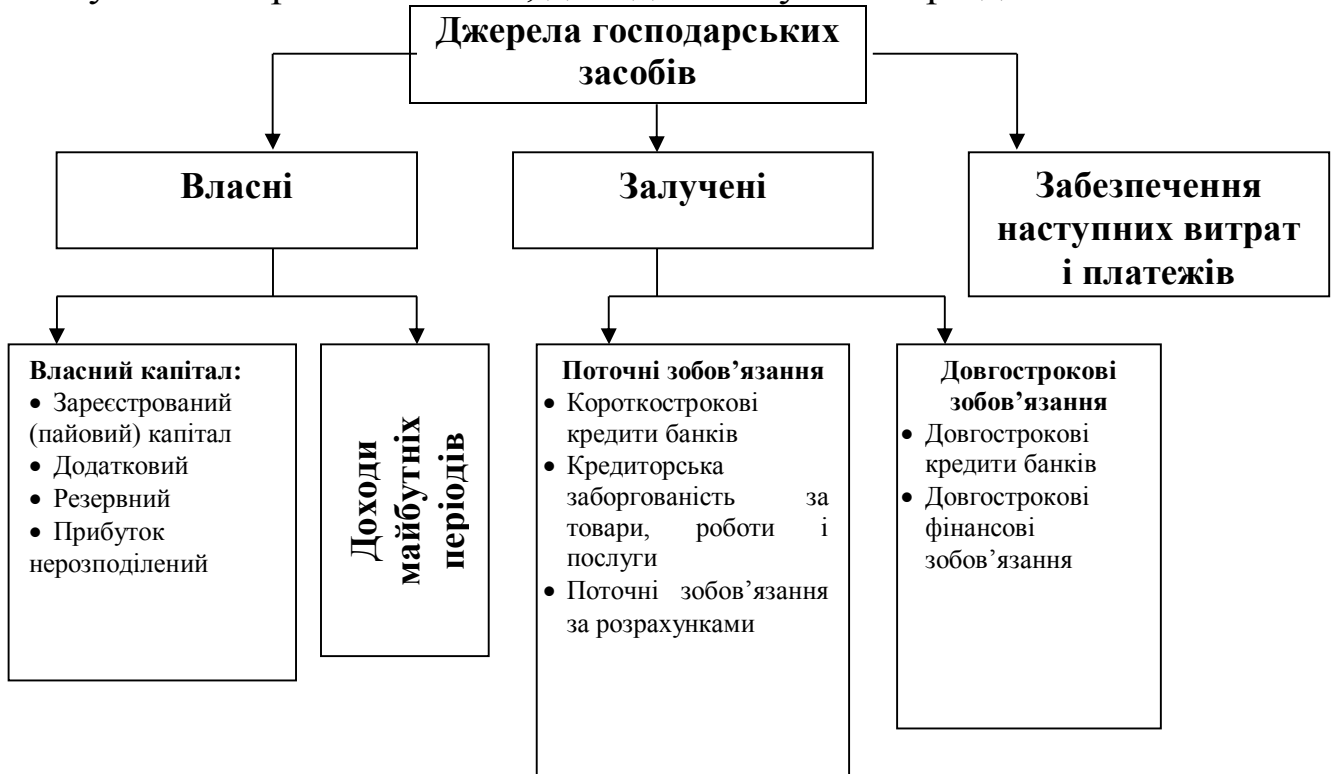 Джерела господарських
засобів
Власні
Залучені
Забезпечення
наступних витрат
і платежів
Власний капітал:
• Зареєстрований
(пайовий) капітал
• Додатковий
• Резервний
• Прибуток
нерозподілений
Доходи
майбутніх
періодів
Поточні зобов’язання
• Короткострокові
кредити банків
• Кредиторська
заборгованість за
товари, роботи і
послуги
• Поточні зобов’язання
за розрахунками
Довгострокові
зобов’язання
• Довгострокові
кредити банків
• Довгострокові
фінансові
зобов’язання